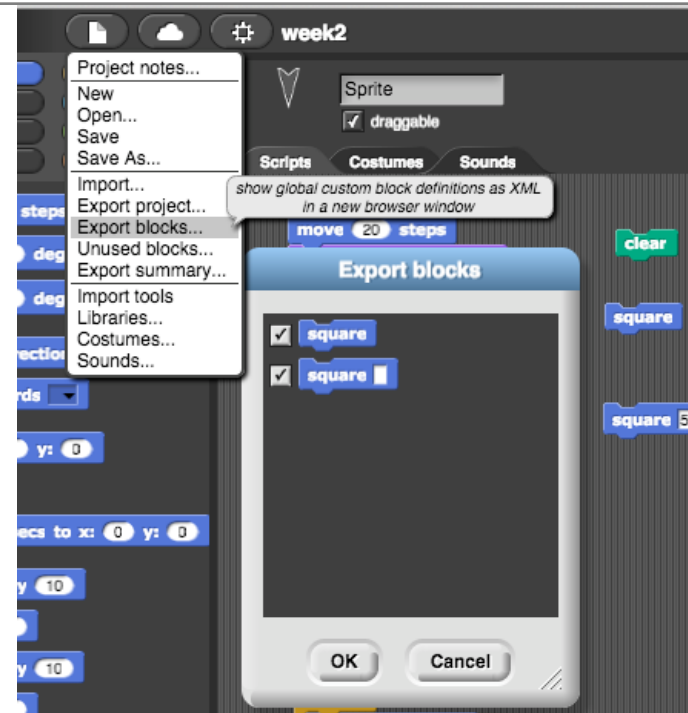 week2
Project notes...
New
Open...
Save
Save As...
Import...
Export project...
Export blocks...
Unused blocks...
Export summary...
Import tools
Libraries...
Costumes...
Sounds...
Sprite
draggable
Scripts Costumes Sounds
show global custom block definitions as XML
in a new browser window
move 20 steps
Export blocks
square
square
OK Cancel
clear
square
square 5
steps
deg
deg
y: 0
to x: 0 y: 0
y 10
y 10